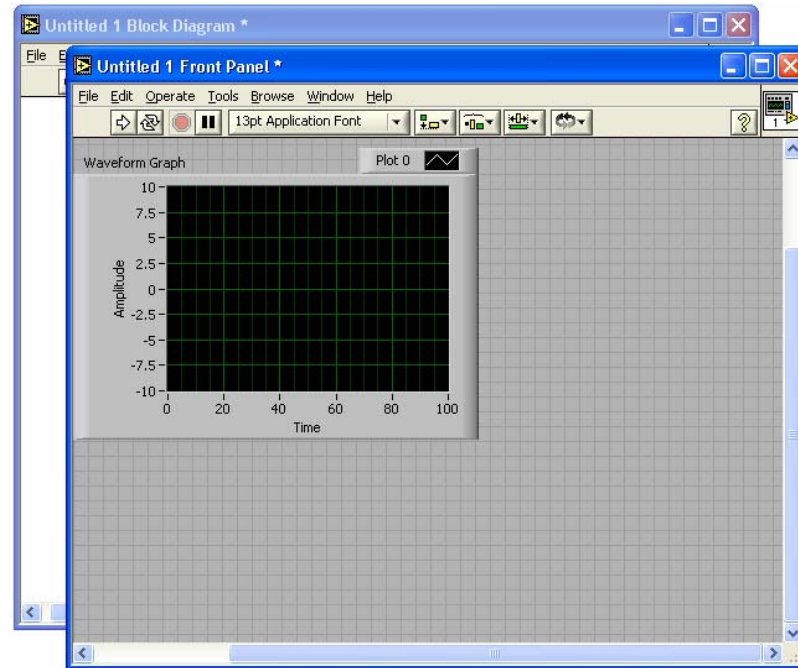 Untitled 1 Block Diagram *
File E
Untitled 1 Front Panel *
File Edit Operate Tools Browse Window Help
13pt Application Font
1
Waveform Graph
Plot 0
10
7.5
5
2.5
0
-2.5
-5
-7.5
-10
Amplitude
0 20 40 60 80 100
Time